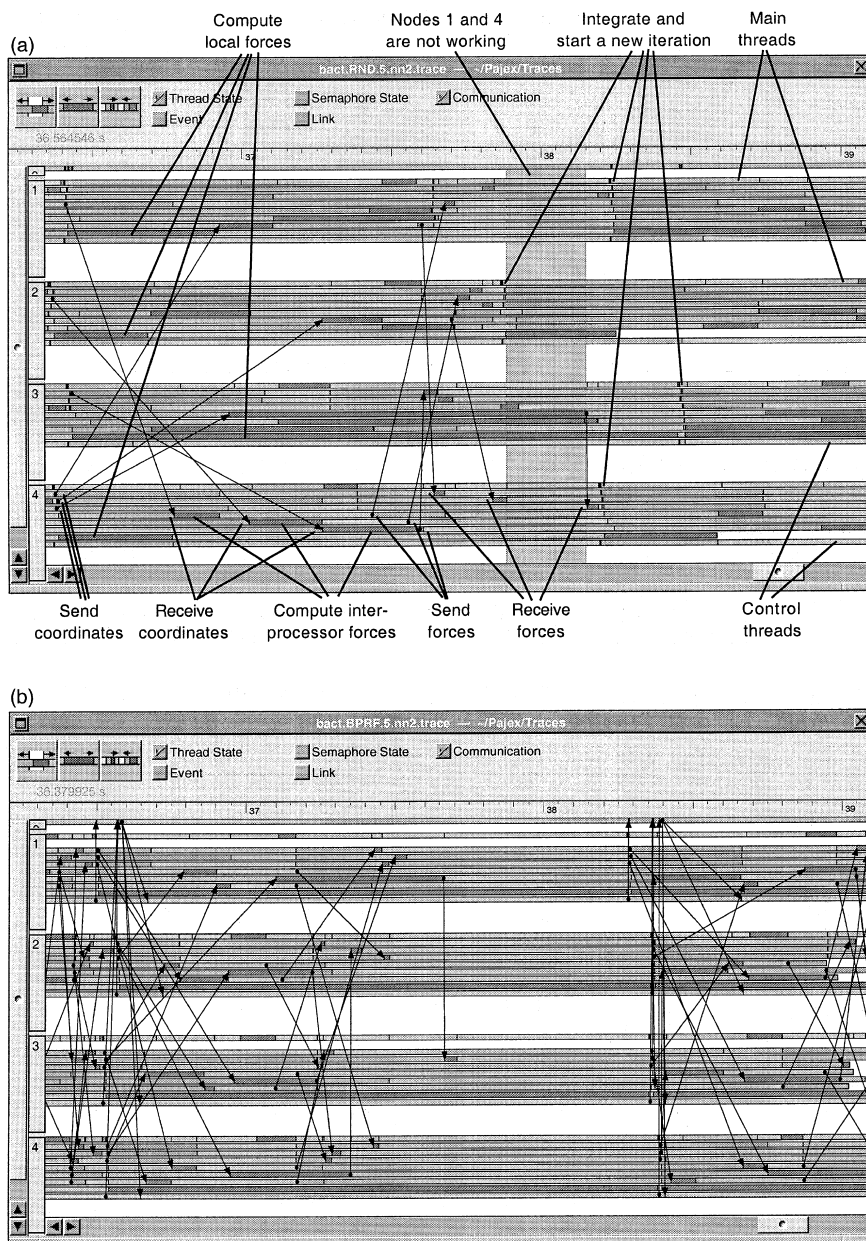 Compute
local forces
Nodes 1 and 4
are not working
Integrate and
start a new iteration
Main
threads
(a)
bact.RND.5.nn2.trace — ~/Pajex/Traces
Thread State
Semaphore State
Communication
Event
Link
36.564546 s
37
38
39
1
2
3
4
Send
coordinates
Receive
coordinates
Compute inter-
processor forces
Send
forces
Receive
forces
Control
threads
(b)
bact.BPRF.5.nn2.trace — ~/Pajex/Traces
Thread State
Semaphore State
Communication
Event
Link
36.379925 s
37
38
39
1
2
3
4